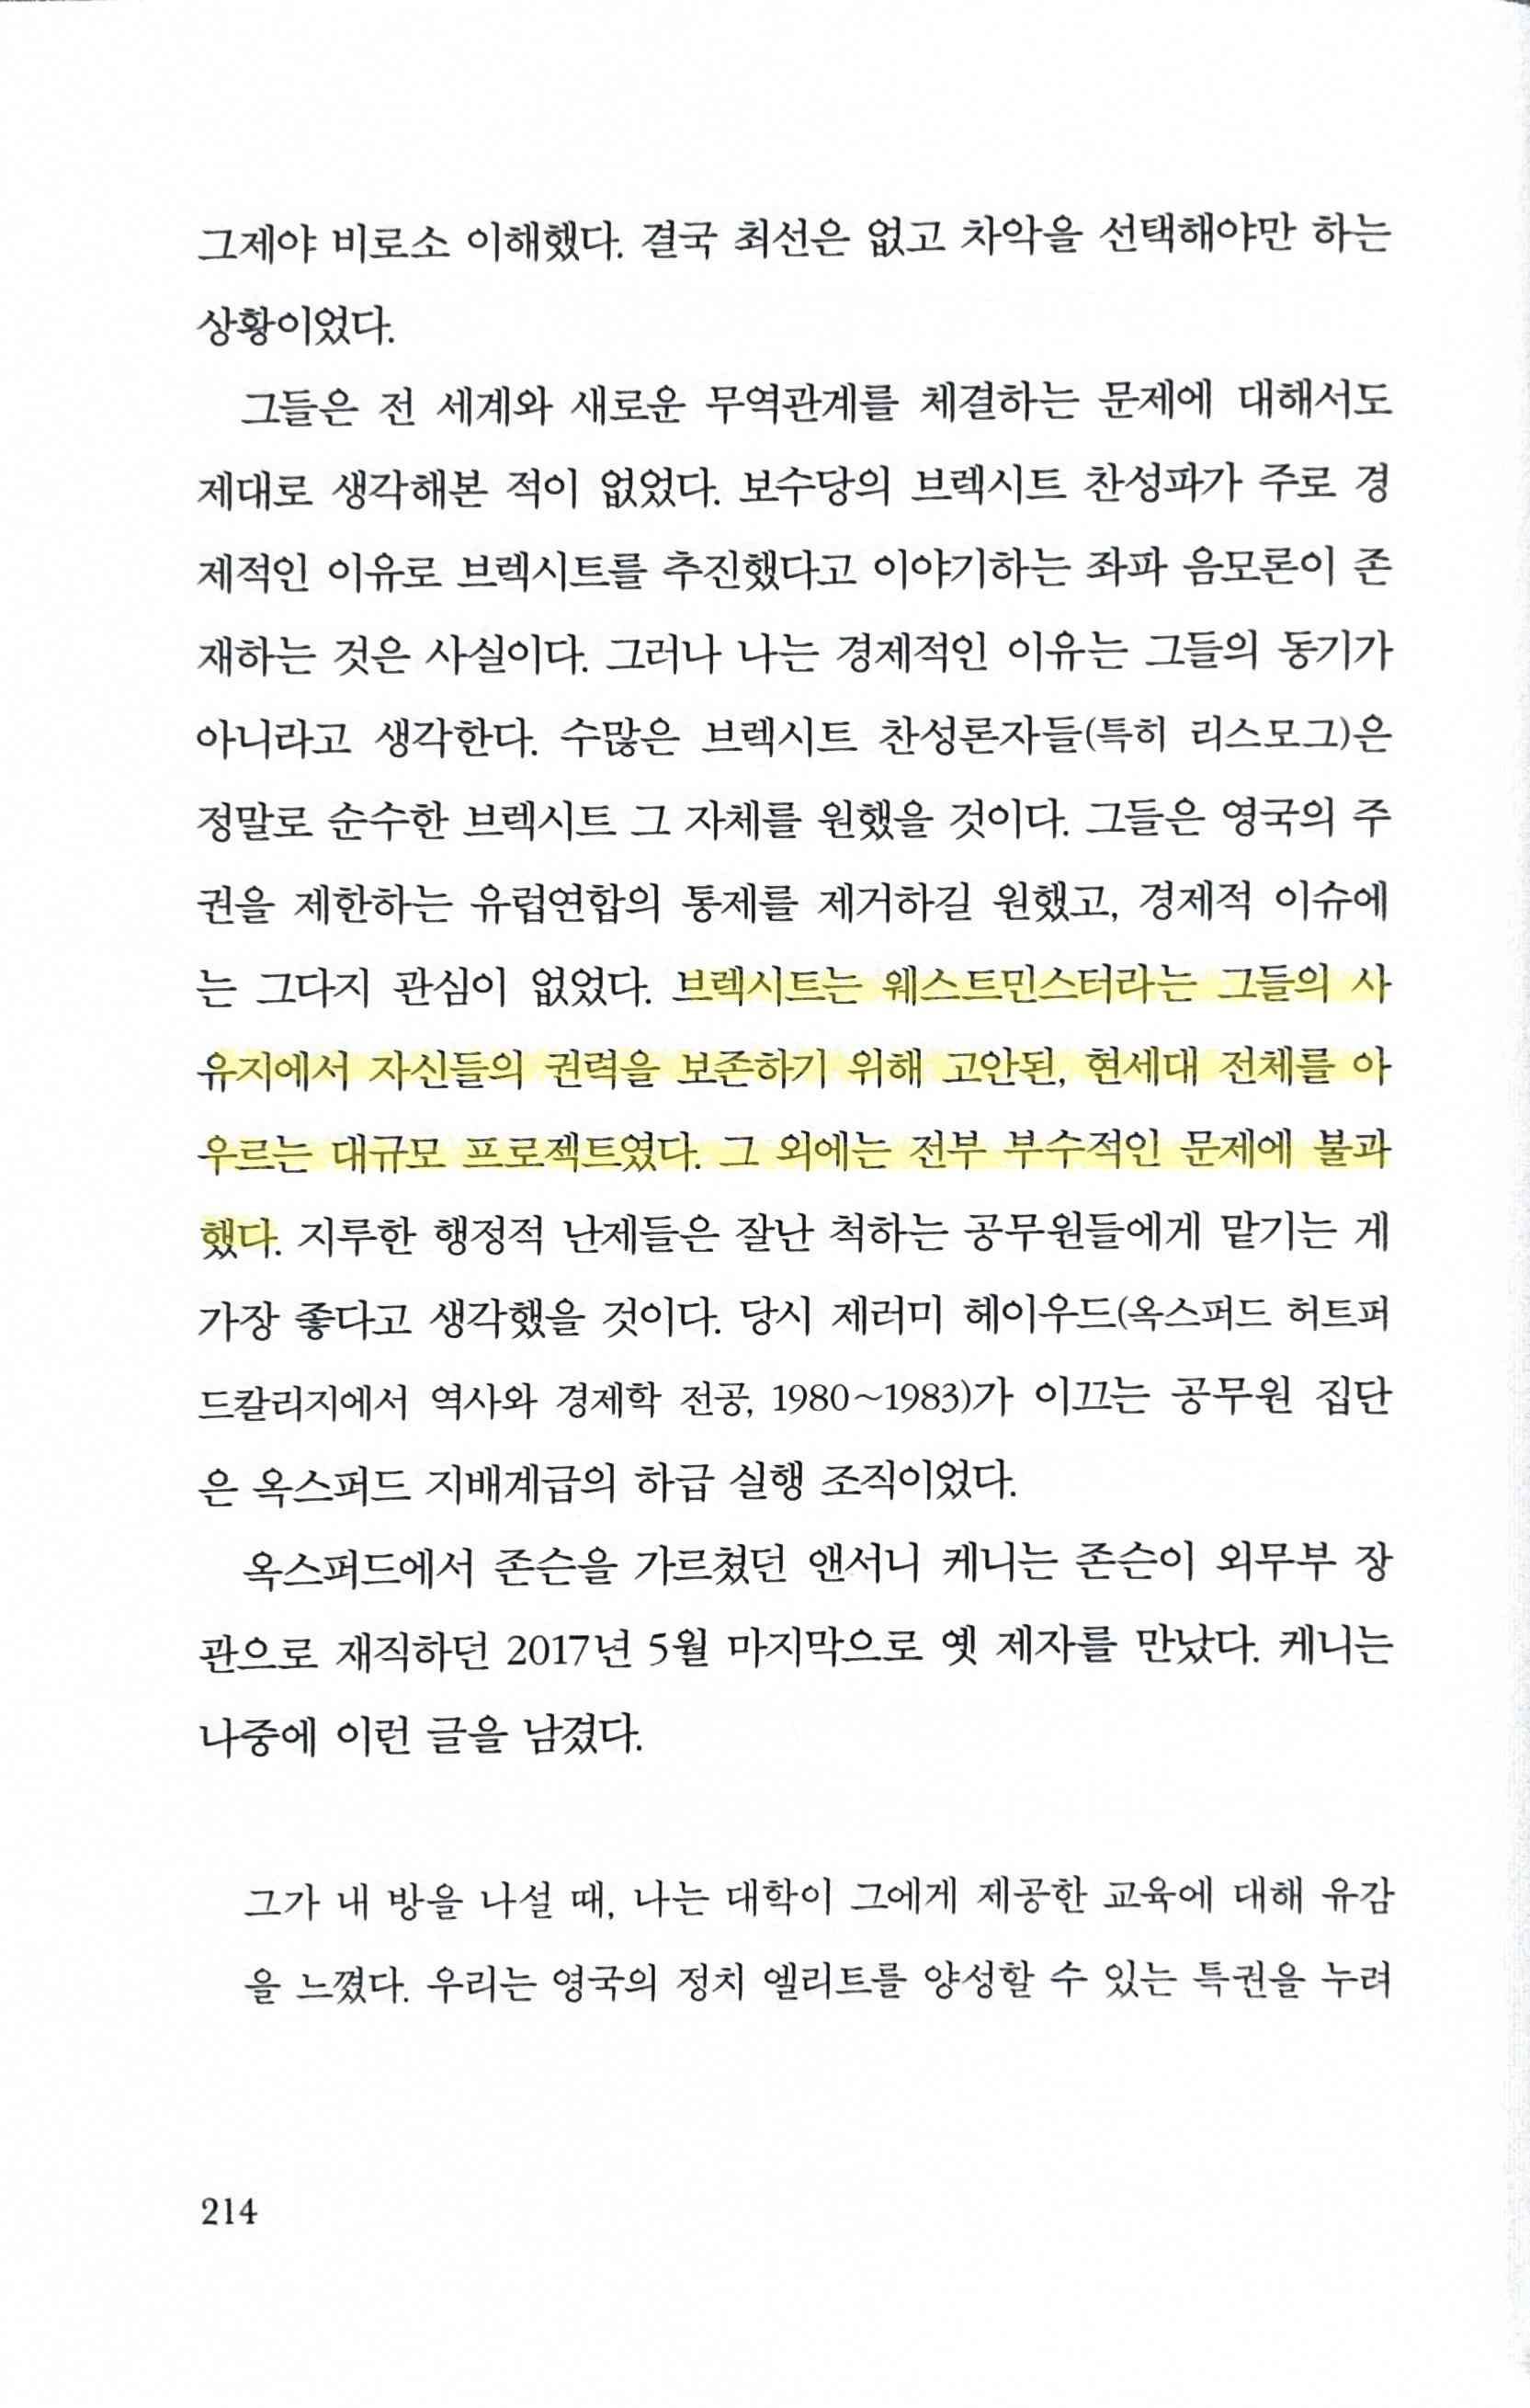 그제야 비로소 이해했다. 결국 최선은 없고 차악을 선택해야만 하는
상황이었다.
그들은 전 세계와 새로운 무역관계를 체결하는 문제에 대해서도
제대로 생각해본 적이 없었다. 보수당의 브렉시트 찬성파가 주로 경
제적인 이유로 브렉시트를 추진했다고 이야기하는 좌파 음모론이 존
재하는 것은 사실이다. 그러나 나는 경제적인 이유는 그들의 동기가
아니라고 생각한다. 수많은 브렉시트 찬성론자들(특히 리스모그)은
정말로 순수한 브렉시트 그 자체를 원했을 것이다. 그들은 영국의 주
권을 제한하는 유럽연합의 통제를 제거하길 원했고, 경제적 이슈에
는 그다지 관심이 없었다. 브렉시트는 웨스트민스터라는 그들의 사
유지에서 자신들의 권력을 보존하기 위해 고안된, 현세대 전체를 아
우르는 대규모 프로젝트였다. 그 외에는 전부 부수적인 문제에 불과
했다. 지루한 행정적 난제들은 잘난 척하는 공무원들에게 맡기는 게
가장 좋다고 생각했을 것이다. 당시 제러미 헤이우드(옥스퍼드 허트퍼
드칼리지에서 역사와 경제학 전공, 1980~1983)가 이끄는 공무원 집단
은 옥스퍼드 지배계급의 하급 실행 조직이었다.
옥스퍼드에서 존슨을 가르쳤던 앤서니 케니는 존슨이 외무부 장
관으로 재직하던 2017년 5월 마지막으로 옛 제자를 만났다. 케니는
나중에 이런 글을 남겼다.
그가 내 방을 나설 때, 나는 대학이 그에게 제공한 교육에 대해 유감
을 느꼈다. 우리는 영국의 정치 엘리트를 양성할 수 있는 특권을 누려
214